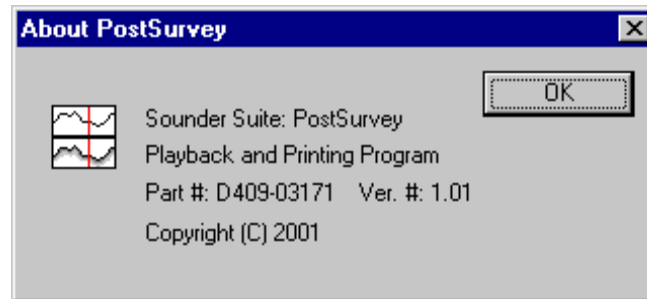 About PostSurvey
OK
Sounder Suite: PostSurvey
Playback and Printing Program
Part #: D409-03171    Ver. #: 1.01
Copyright (C) 2001